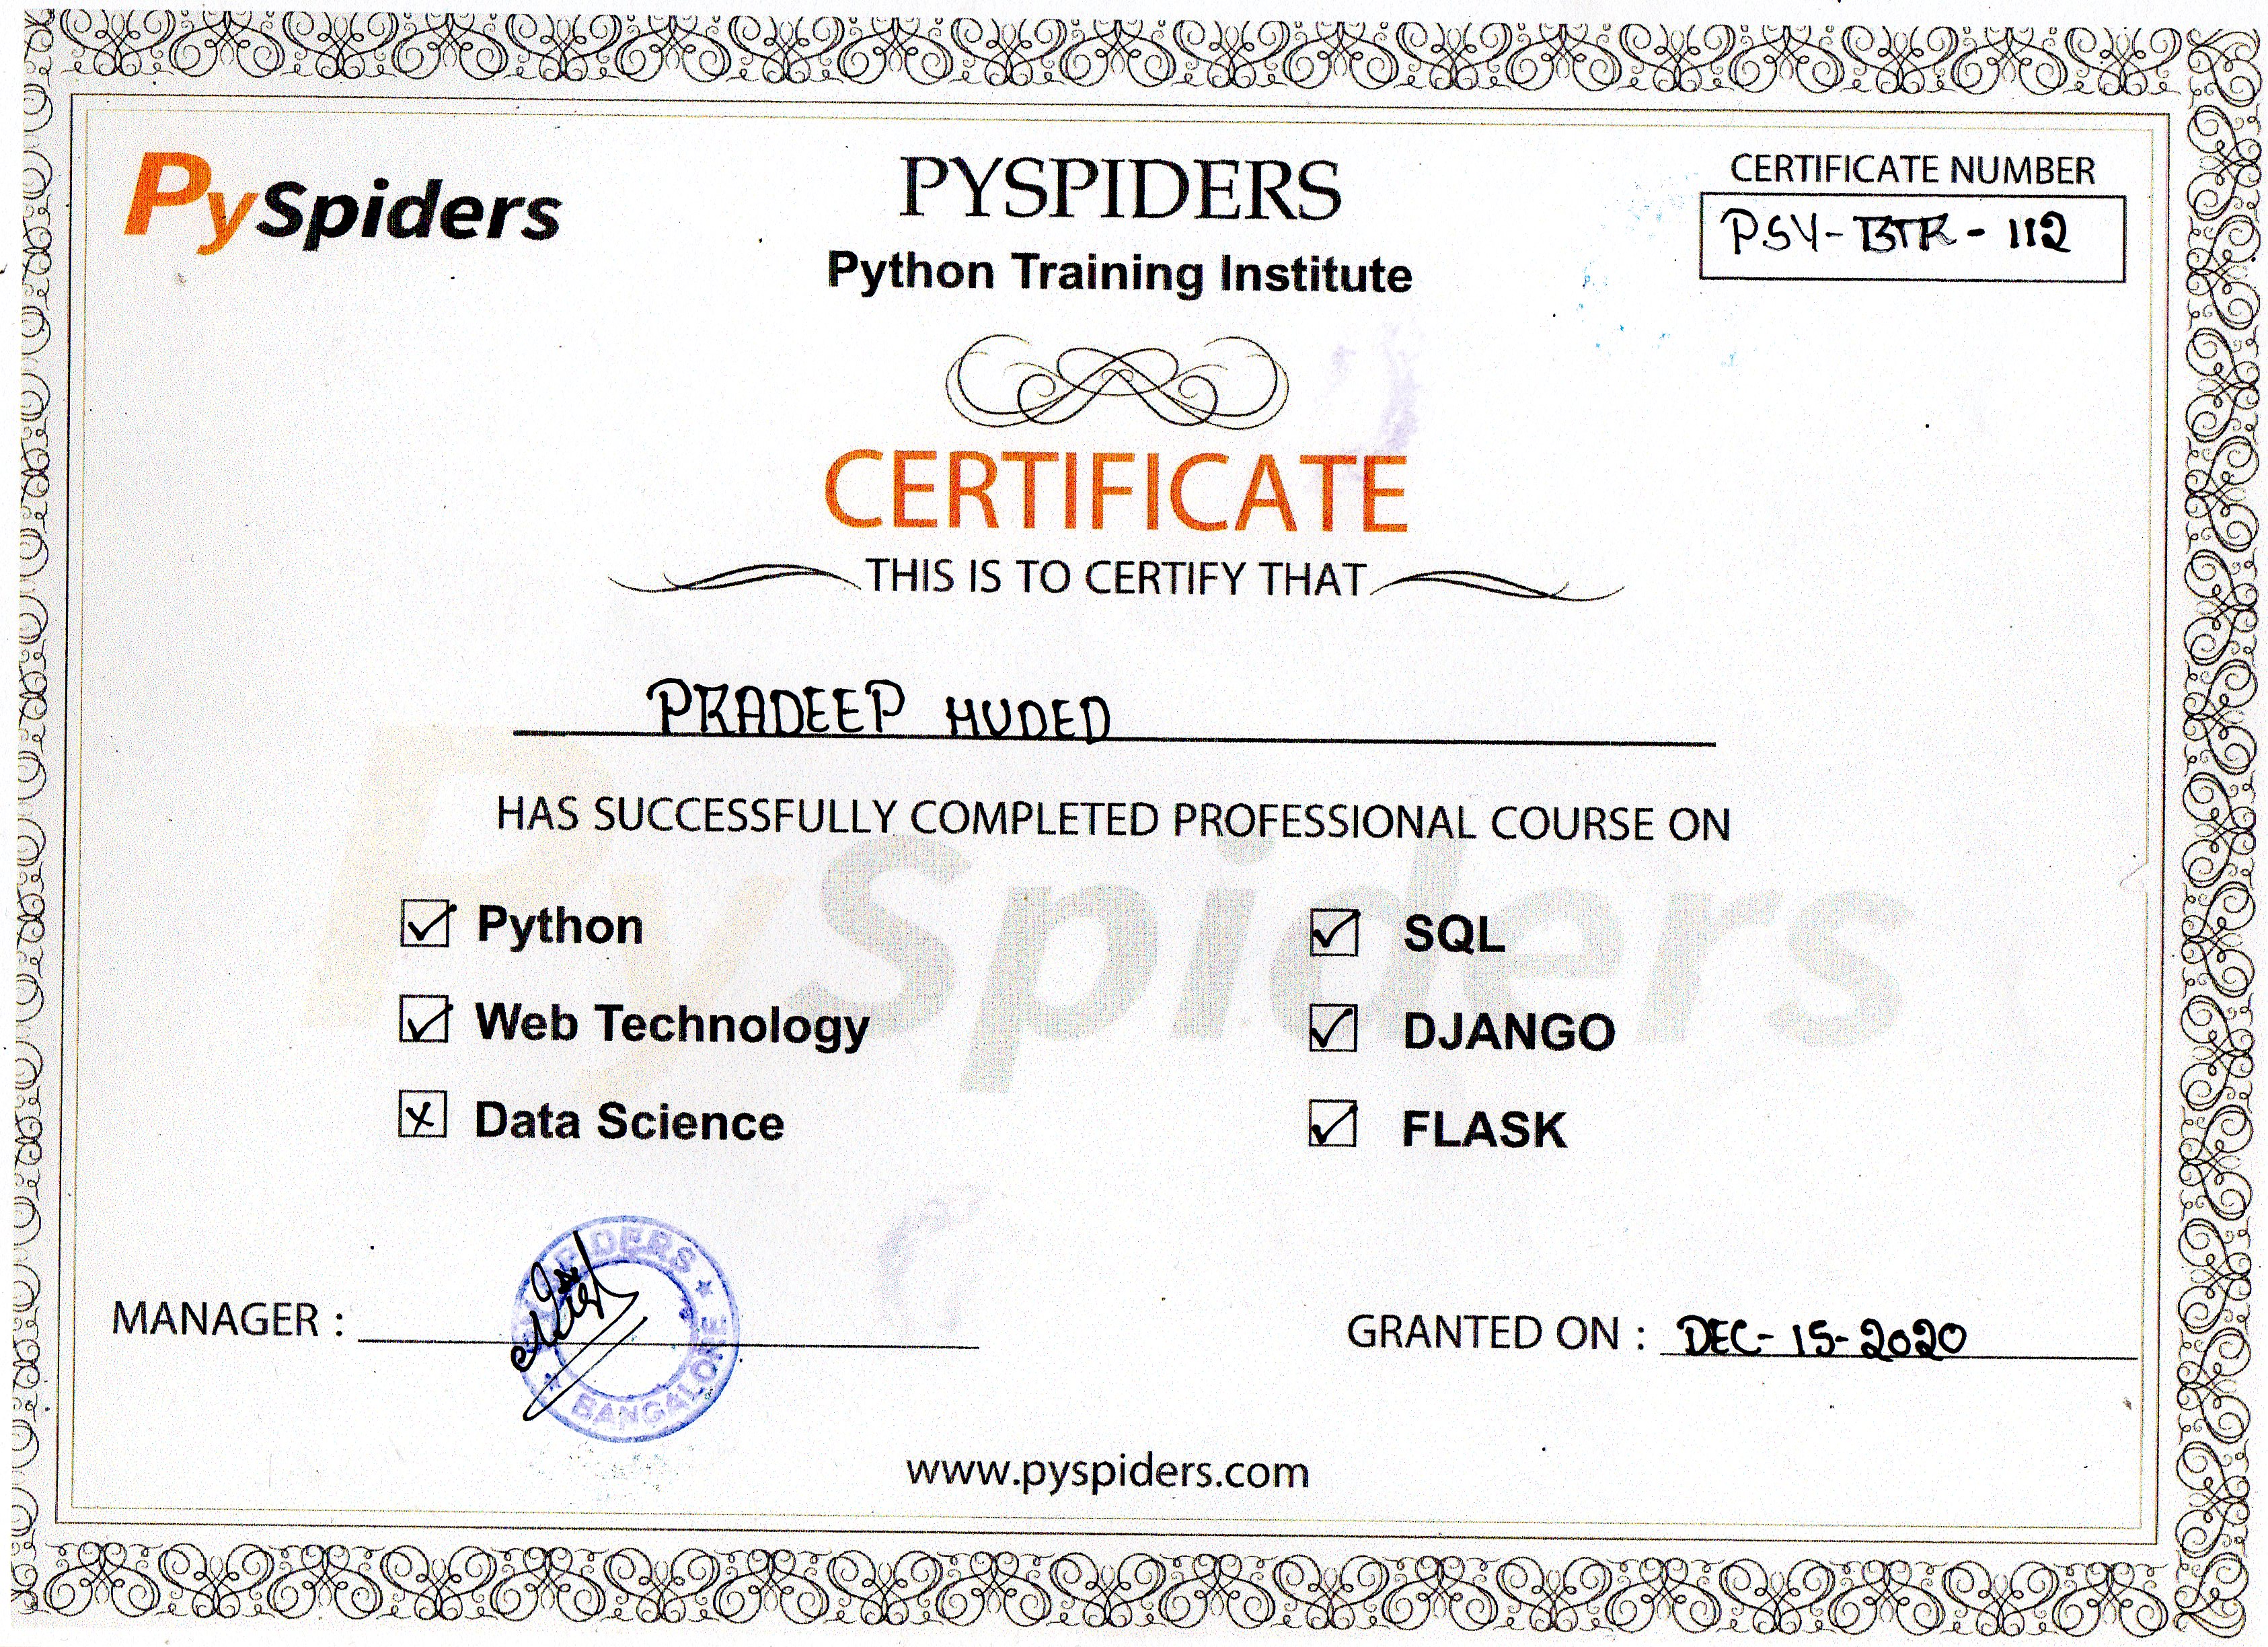 PySpiders
PYSPIDERS
Python Training Institute
CERTIFICATE NUMBER
PSY-BTR-112
CERTIFICATE
THIS IS TO CERTIFY THAT
PRADEEP HUDED
HAS SUCCESSFULLY COMPLETED PROFESSIONAL COURSE ON
PySpiders
Python
SQL
Web Technology
DJANGO
Data Science
FLASK
MANAGER :
PYSPIDERS
BANGALORE
GRANTED ON : DEC-15-2020
www.pyspiders.com